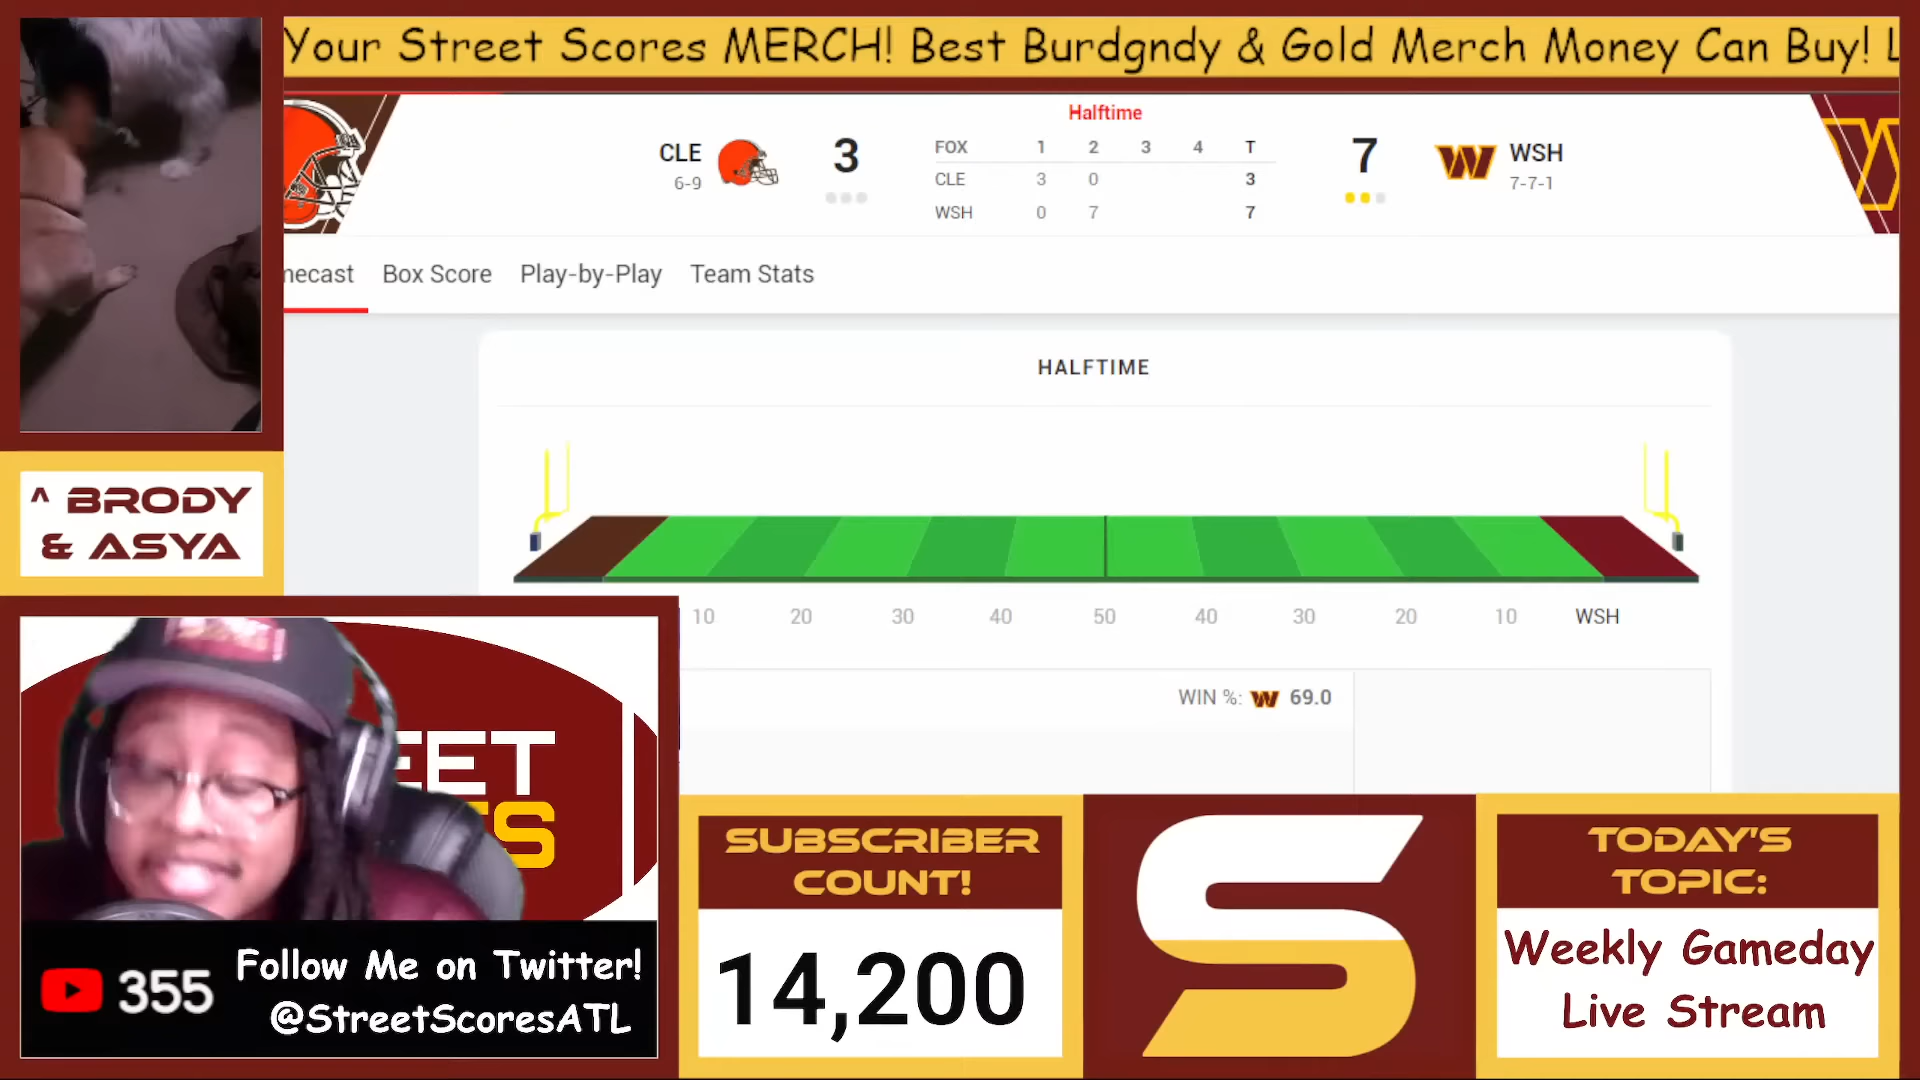 Your Street Scores MERCH! Best Burdgndy & Gold Merch Money Can Buy! L
Halftime
CLE
6-9
3
FOX 1 2 3 4 T
CLE 3 0 3
WSH 0 7 7
7
WSH
7-7-1
mecast Box Score Play-by-Play Team Stats
HALFTIME
10 20 30 40 50 40 30 20 10 WSH
WIN %: W 69.0
^ BRODY
& ASYA
EET
ES
355
Follow Me on Twitter!
@StreetScoresATL
SUBSCRIBER
COUNT!
14,200
S
TODAY'S
TOPIC:
Weekly Gameday
Live Stream